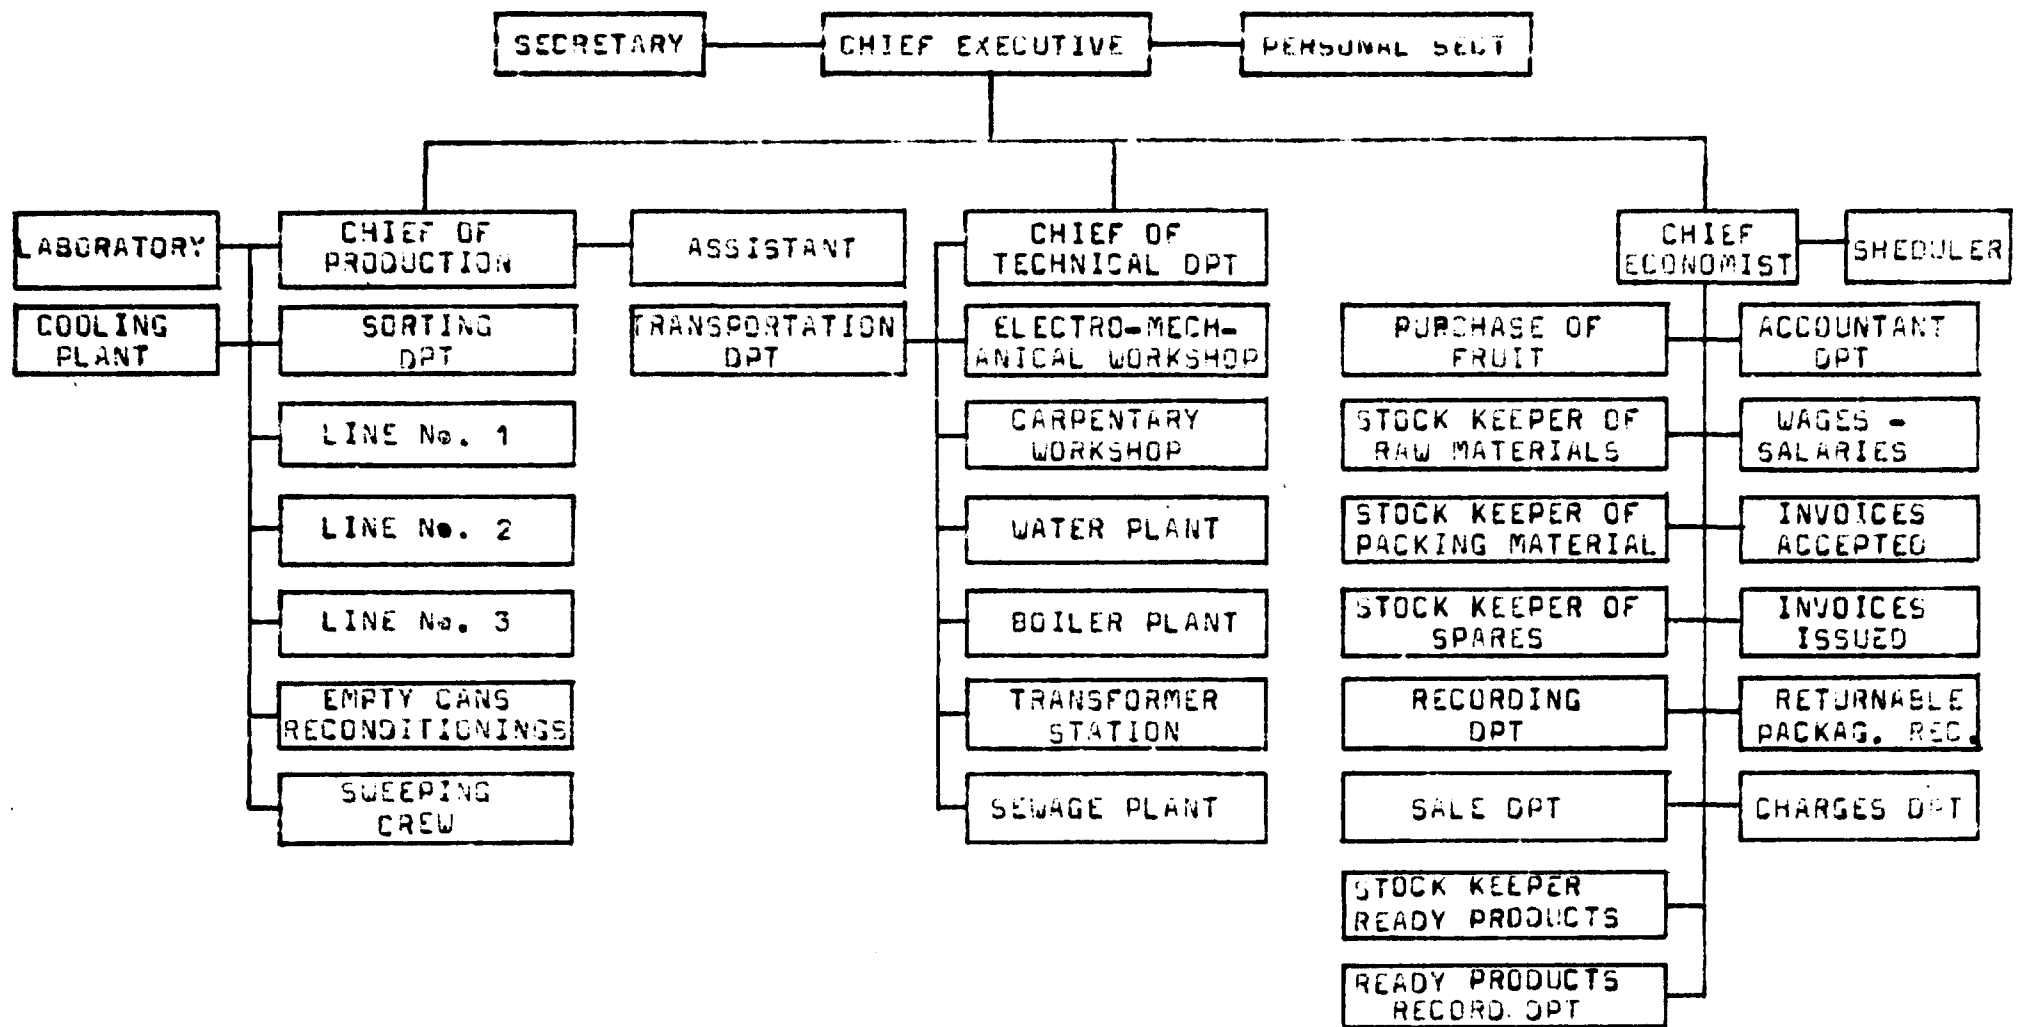 SECRETARY
CHIEF EXECUTIVE
PERSONAL SECT
LABORATORY
CHIEF OF
PRODUCTION
ASSISTANT
CHIEF OF
TECHNICAL DPT
CHIEF
ECONOMIST
SHEDULER
COOLING
PLANT
SORTING
DPT
TRANSPORTATION
DPT
ELECTRO-MECH-
ANICAL WORKSHOP
PURCHASE OF
FRUIT
ACCOUNTANT
DPT
LINE No. 1
CARPENTARY
WORKSHOP
STOCK KEEPER OF
RAW MATERIALS
WAGES -
SALARIES
LINE No. 2
WATER PLANT
STOCK KEEPER OF
PACKING MATERIAL
INVOICES
ACCEPTED
LINE No. 3
BOILER PLANT
STOCK KEEPER OF
SPARES
INVOICES
ISSUED
EMPTY CANS
RECONDITIONINGS
TRANSFORMER
STATION
RECORDING
DPT
RETURNABLE
PACKAG. REC.
SWEEPING
CREW
SEWAGE PLANT
SALE DPT
CHARGES DPT
STOCK KEEPER
READY PRODUCTS
READY PRODUCTS
RECORD. DPT